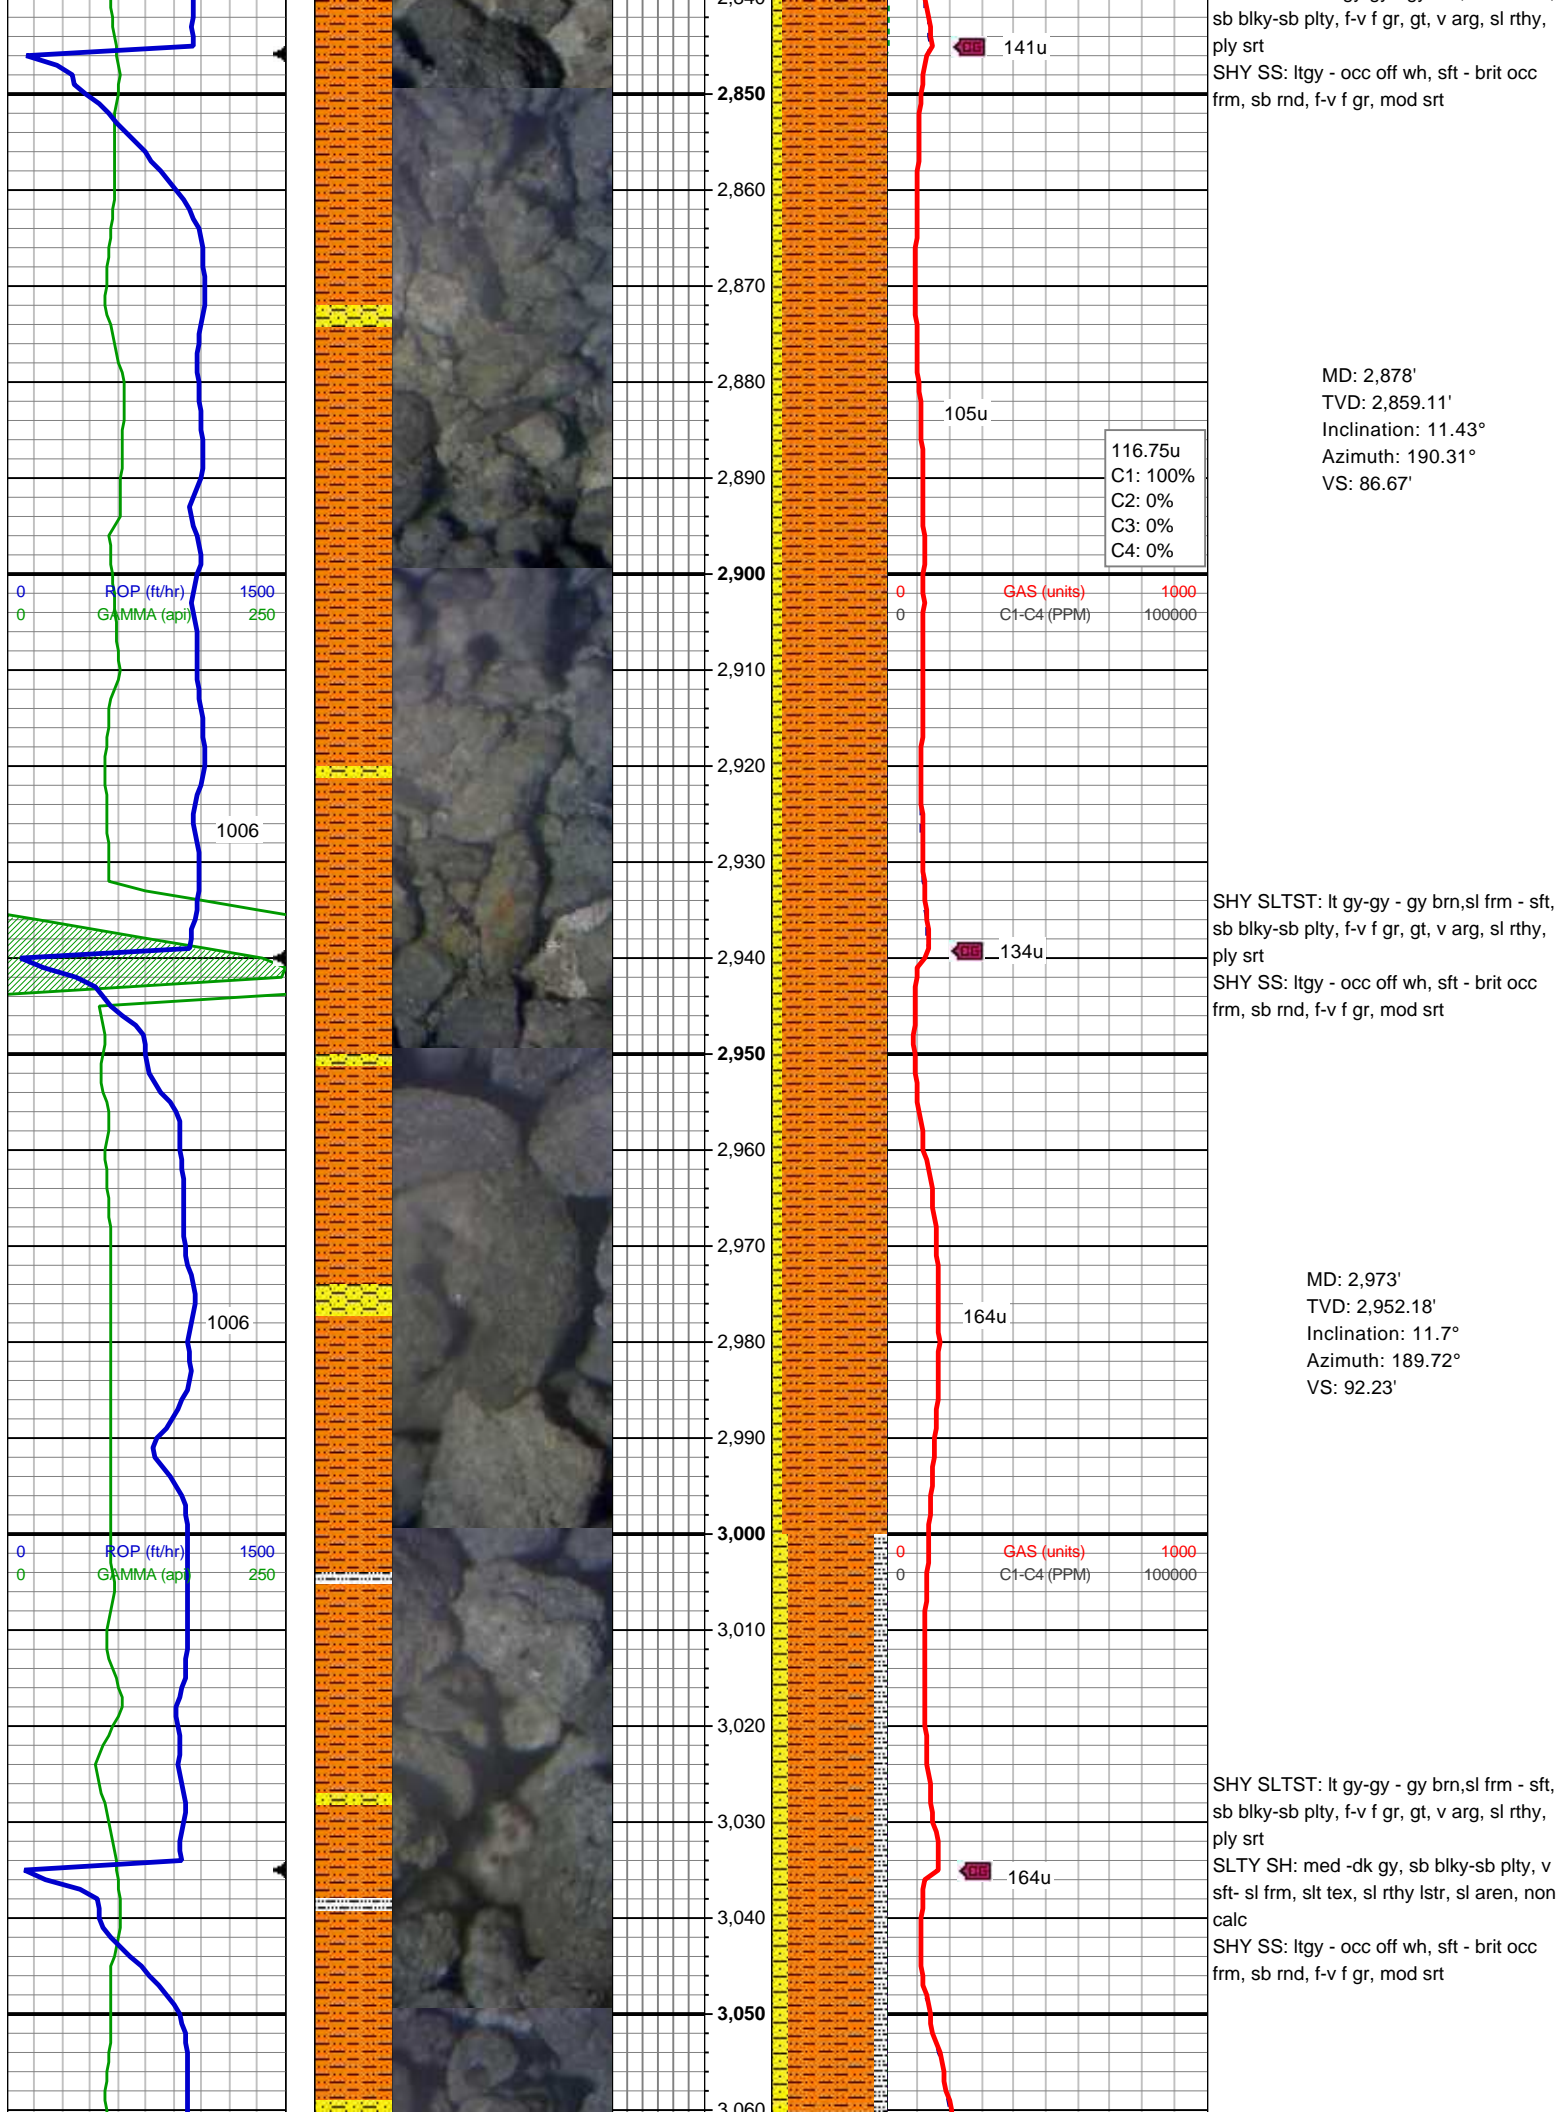 sb blky-sb plty, f-v f gr, gt, v arg, sl rthy,
ply srt
SHY SS: ltgy - occ off wh, sft - brit occ
frm, sb rnd, f-v f gr, mod srt
CG 141u
2,850
2,860
2,870
2,880
MD: 2,878'
TVD: 2,859.11'
Inclination: 11.43°
Azimuth: 190.31°
VS: 86.67'
105u
116.75u
C1: 100%
C2: 0%
C3: 0%
C4: 0%
2,890
2,900
0 ROP (ft/hr) 1500
0 GAMMA (api) 250
0 GAS (units) 1000
0 C1-C4 (PPM) 100000
2,910
2,920
1006
2,930
SHY SLTST: lt gy-gy - gy brn,sl frm - sft,
sb blky-sb plty, f-v f gr, gt, v arg, sl rthy,
ply srt
SHY SS: ltgy - occ off wh, sft - brit occ
frm, sb rnd, f-v f gr, mod srt
CG 134u
2,940
2,950
2,960
2,970
MD: 2,973'
TVD: 2,952.18'
Inclination: 11.7°
Azimuth: 189.72°
VS: 92.23'
1006
164u
2,980
2,990
3,000
0 ROP (ft/hr) 1500
0 GAMMA (api) 250
0 GAS (units) 1000
0 C1-C4 (PPM) 100000
3,010
3,020
3,030
SHY SLTST: lt gy-gy - gy brn,sl frm - sft,
sb blky-sb plty, f-v f gr, gt, v arg, sl rthy,
ply srt
SLTY SH: med -dk gy, sb blky-sb plty, v
sft- sl frm, slt tex, sl rthy lstr, sl aren, non
calc
SHY SS: ltgy - occ off wh, sft - brit occ
frm, sb rnd, f-v f gr, mod srt
CG 164u
3,040
3,050
3,060